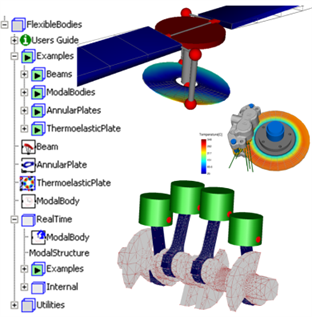 FlexibleBodies
Users Guide
Examples
Beams
ModalBodies
AnnularPlates
ThermoelasticPlate
Beam
AnnularPlate
ThermoelasticPlate
ModalBody
RealTime
ModalBody
ModalStructure
Examples
Internal
Utilities